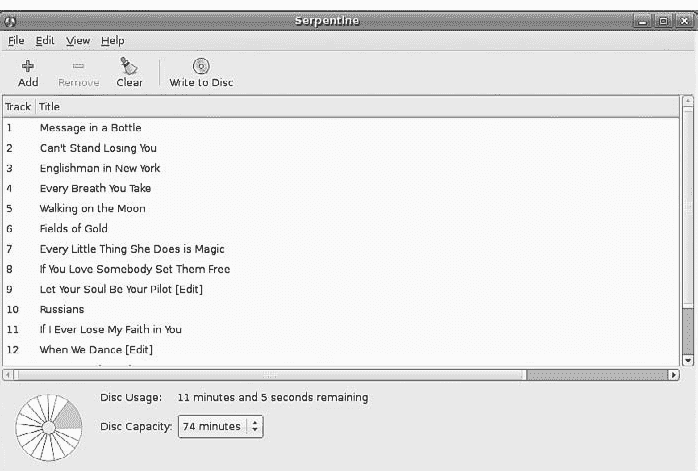 Serpentine
File Edit View Help
Add Remove Clear Write to Disc
Track Title
1 Message in a Bottle
2 Can't Stand Losing You
3 Englishman in New York
4 Every Breath You Take
5 Walking on the Moon
6 Fields of Gold
7 Every Little Thing She Does is Magic
8 If You Love Somebody Set Them Free
9 Let Your Soul Be Your Pilot [Edit]
10 Russians
11 If I Ever Lose My Faith in You
12 When We Dance [Edit]
Disc Usage: 11 minutes and 5 seconds remaining
Disc Capacity: 74 minutes